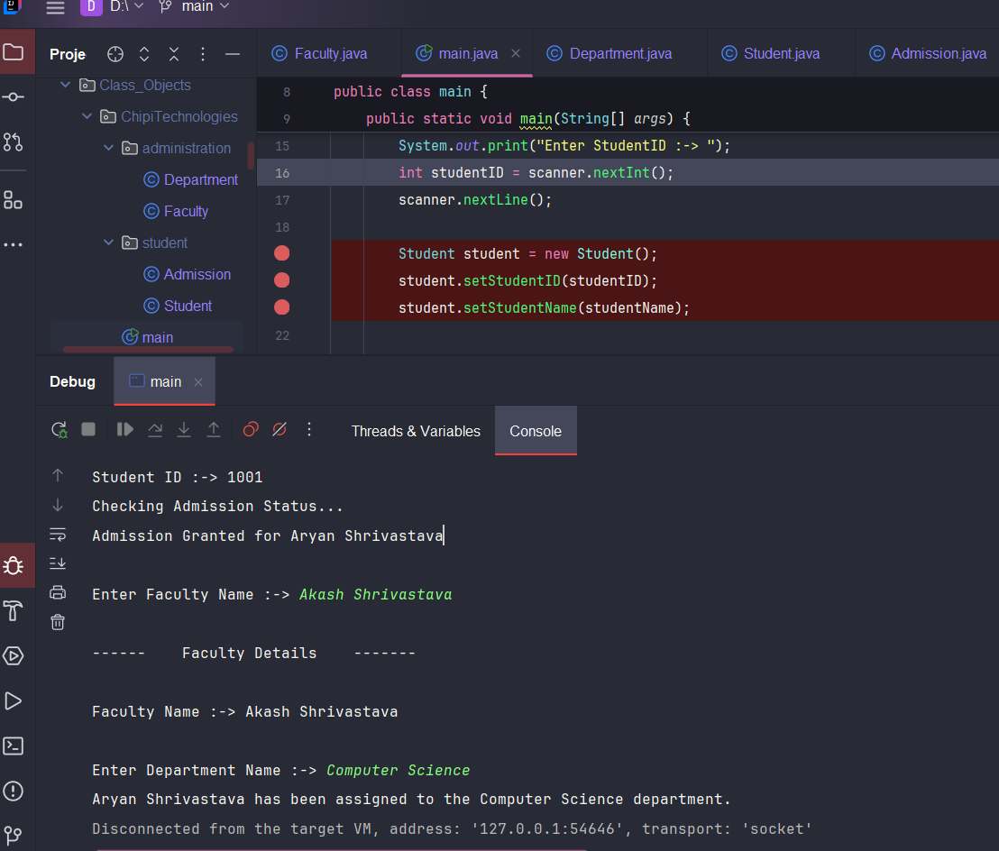 D D:\ main
Proje
Faculty.java main.java Department.java Student.java Admission.java
Class_Objects
ChipiTechnologies
administration
Department
Faculty
student
Admission
Student
main
8 public class main {
9 public static void main(String[] args) {
15 System.out.print("Enter StudentID :-> ");
16 int studentID = scanner.nextInt();
17 scanner.nextLine();
18
Student student = new Student();
student.setStudentID(studentID);
student.setStudentName(studentName);
22
Debug main
Threads & Variables Console
Student ID :-> 1001
Checking Admission Status...
Admission Granted for Aryan Shrivastava
Enter Faculty Name :-> Akash Shrivastava
------ Faculty Details -------
Faculty Name :-> Akash Shrivastava
Enter Department Name :-> Computer Science
Aryan Shrivastava has been assigned to the Computer Science department.
Disconnected from the target VM, address: '127.0.0.1:54646', transport: 'socket'